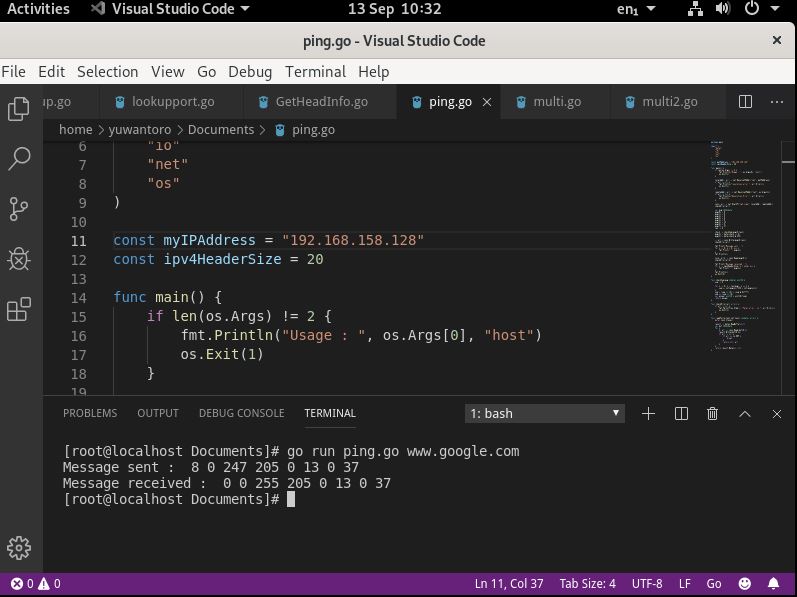 Activities Visual Studio Code 13 Sep 10:32 en₁
ping.go - Visual Studio Code ×
File Edit Selection View Go Debug Terminal Help
up.go lookupport.go GetHeadInfo.go ping.go × multi.go multi2.go ...
home > yuwantoro > Documents > ping.go
6 "io"
7 "net"
8 "os"
9 )
10
11 const myIPAddress = "192.168.158.128"
12 const ipv4HeaderSize = 20
13
14 func main() {
15 if len(os.Args) != 2 {
16 fmt.Println("Usage : ", os.Args[0], "host")
17 os.Exit(1)
18 }
19
PROBLEMS OUTPUT DEBUG CONSOLE TERMINAL 1: bash
[root@localhost Documents]# go run ping.go www.google.com
Message sent :  8 0 247 205 0 13 0 37
Message received :  0 0 255 205 0 13 0 37
[root@localhost Documents]#
0 0 Ln 11, Col 37 Tab Size: 4 UTF-8 LF Go